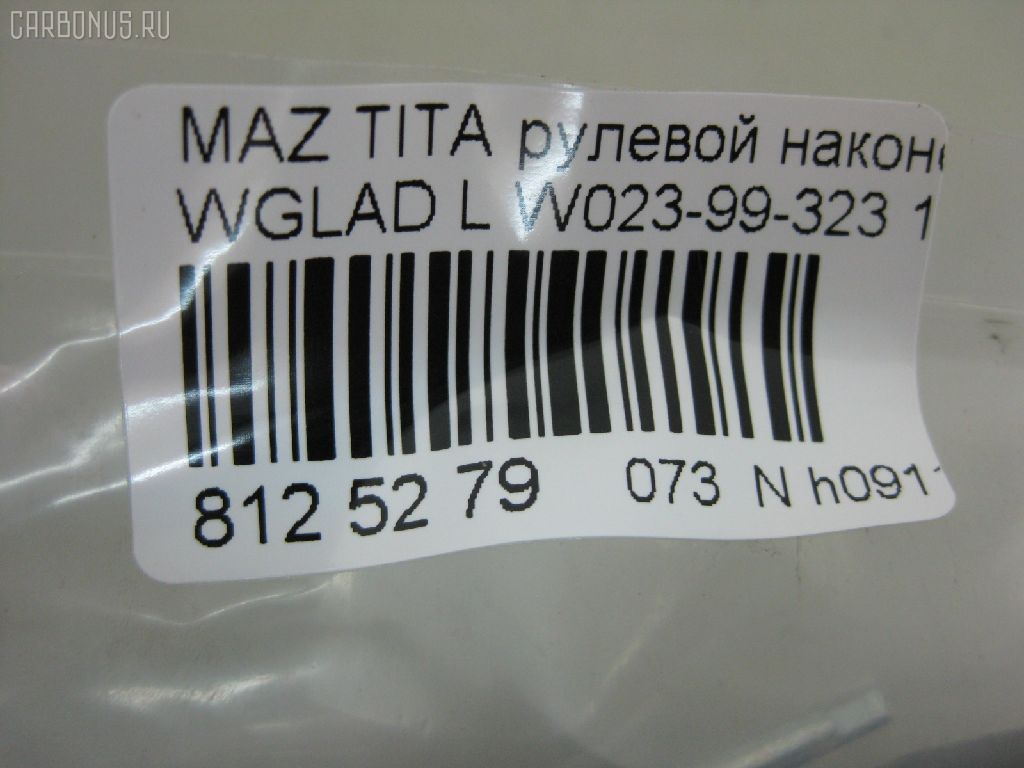 CARBONUS.RU
MAZ TITA рулевой наконе
WGLAD L W023-99-323 1
812 52 79 073 N h091